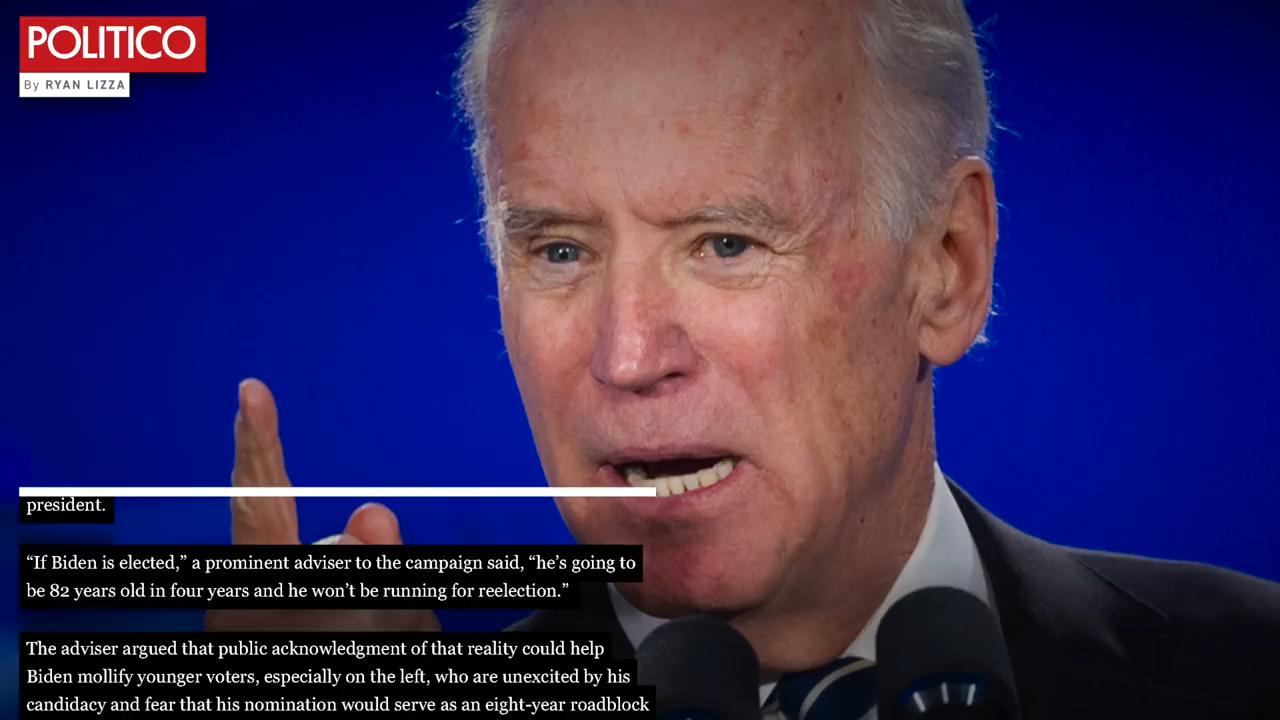 POLITICO
By RYAN LIZZA
president.
“If Biden is elected,” a prominent adviser to the campaign said, “he’s going to
be 82 years old in four years and he won’t be running for reelection.”
The adviser argued that public acknowledgment of that reality could help
Biden mollify younger voters, especially on the left, who are unexcited by his
candidacy and fear that his nomination would serve as an eight-year roadblock